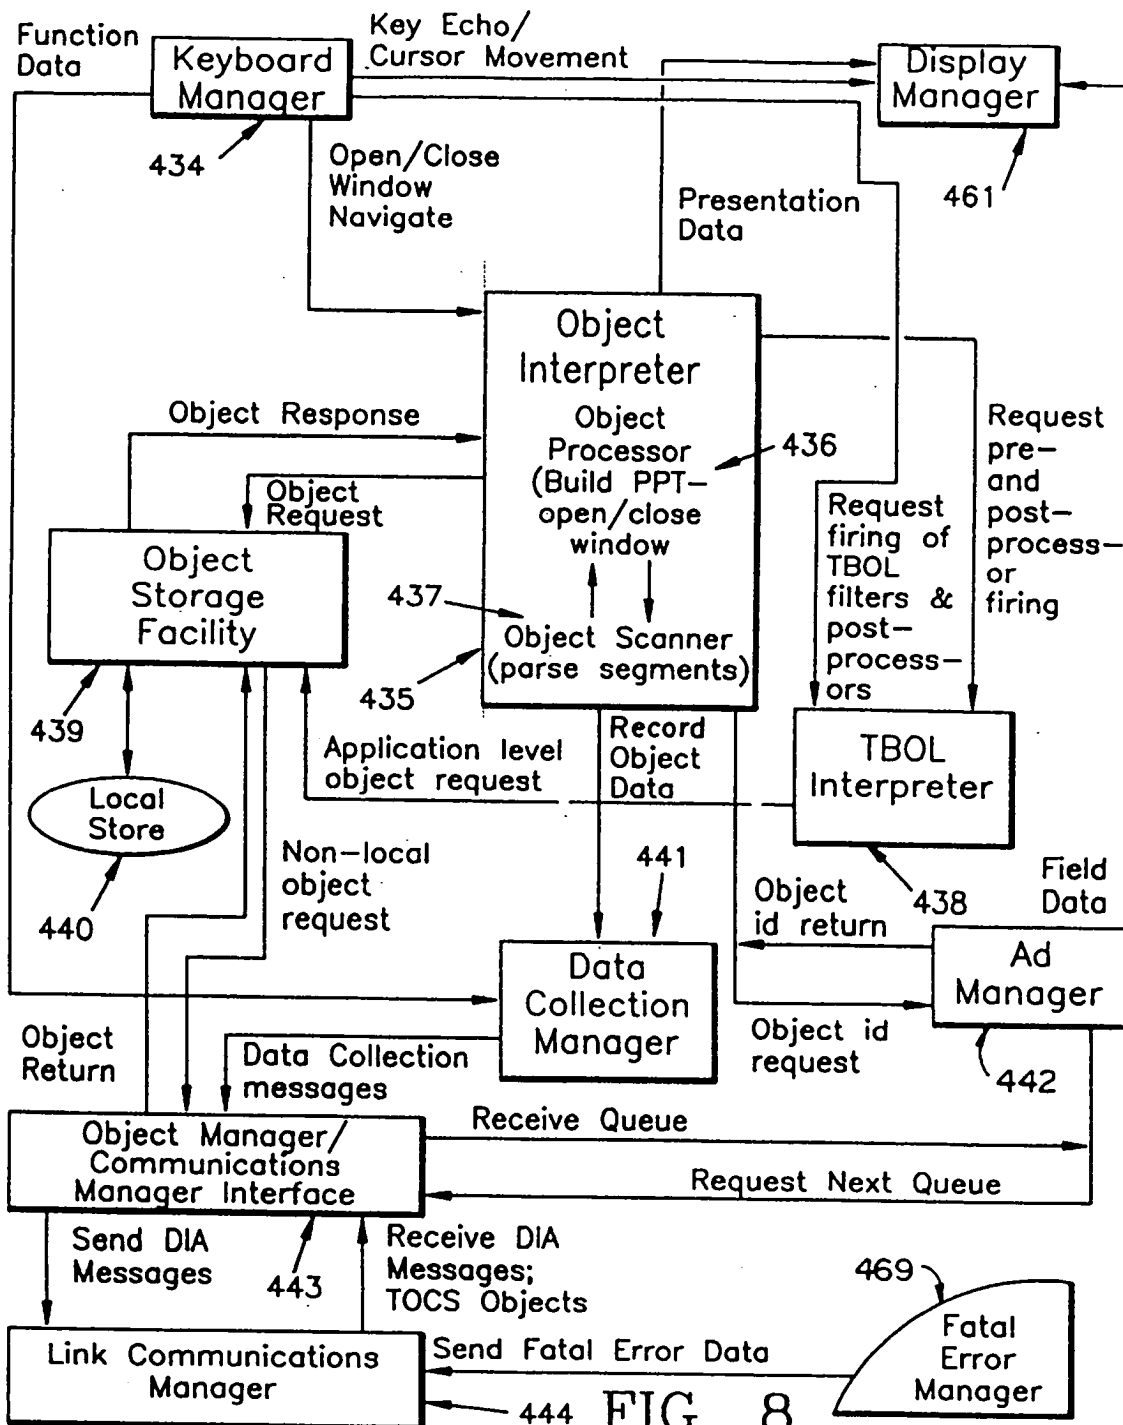 Function
Data
Keyboard
Manager
434
Key Echo/
Cursor Movement
Display
Manager
461
Open/Close
Window
Navigate
Presentation
Data
Object
Interpreter
Object
Processor
(Build PPT-
open/close
window
436
437
Object Scanner
(parse segments)
435
Object Response
Object
Request
Object
Storage
Facility
439
Local
Store
440
Request
firing of
TBOL
filters &
post-
process-
ors
Request
pre-
and
post-
process-
or
firing
TBOL
Interpreter
438
Application level
object request
Record
Object
Data
441
Non-local
object
request
Data
Collection
Manager
Object
id return
Field
Data
Ad
Manager
442
Object id
request
Object
Return
Data Collection
messages
Object Manager/
Communications
Manager Interface
443
Receive Queue
Request Next Queue
Send DIA
Messages
Receive DIA
Messages;
TOCS Objects
469
Fatal
Error
Manager
Send Fatal Error Data
Link Communications
Manager
444
FIG. 8